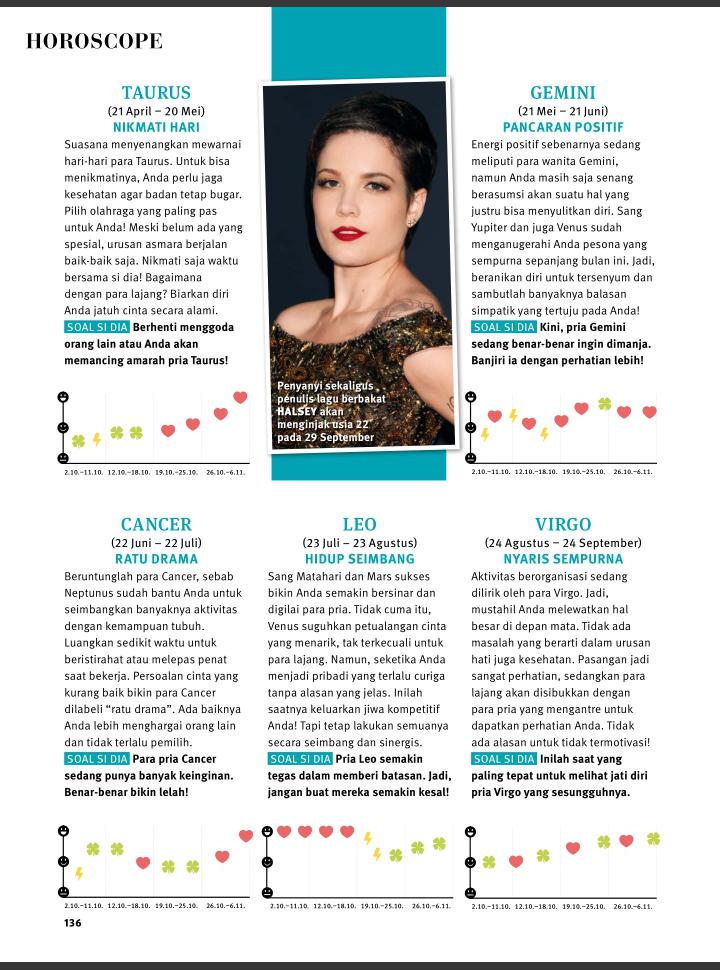 HOROSCOPE
TAURUS
(21 April – 20 Mei)
NIKMATI HARI
Suasana menyenangkan mewarnai
hari-hari para Taurus. Untuk bisa
menikmatinya, Anda perlu jaga
kesehatan agar badan tetap bugar.
Pilih olahraga yang paling pas
untuk Anda! Meski belum ada yang
spesial, urusan asmara berjalan
baik-baik saja. Nikmati saja waktu
bersama si dia! Bagaimana
dengan para lajang? Biarkan diri
Anda jatuh cinta secara alami.
SOAL SI DIA Berhenti menggoda
orang lain atau Anda akan
memancing amarah pria Taurus!
2.10.–11.10. 12.10.–18.10. 19.10.–25.10. 26.10.–6.11.
Penyanyi sekaligus
penulis lagu berbakat
HALSEY akan
menginjak usia 22
pada 29 September
GEMINI
(21 Mei – 21 Juni)
PANCARAN POSITIF
Energi positif sebenarnya sedang
meliputi para wanita Gemini,
namun Anda masih saja senang
berasumsi akan suatu hal yang
justru bisa menyulitkan diri. Sang
Yupiter dan juga Venus sudah
menganugerahi Anda pesona yang
sempurna sepanjang bulan ini. Jadi,
beranikan diri untuk tersenyum dan
sambutlah banyaknya balasan
simpatik yang tertuju pada Anda!
SOAL SI DIA Kini, pria Gemini
sedang benar-benar ingin dimanja.
Banjiri ia dengan perhatian lebih!
2.10.–11.10. 12.10.–18.10. 19.10.–25.10. 26.10.–6.11.
CANCER
(22 Juni – 22 Juli)
RATU DRAMA
Beruntunglah para Cancer, sebab
Neptunus sudah bantu Anda untuk
seimbangkan banyaknya aktivitas
dengan kemampuan tubuh.
Luangkan sedikit waktu untuk
beristirahat atau melepas penat
saat bekerja. Persoalan cinta yang
kurang baik bikin para Cancer
dilabeli “ratu drama”. Ada baiknya
Anda lebih menghargai orang lain
dan tidak terlalu pemilih.
SOAL SI DIA Para pria Cancer
sedang punya banyak keinginan.
Benar-benar bikin lelah!
2.10.–11.10. 12.10.–18.10. 19.10.–25.10. 26.10.–6.11.
LEO
(23 Juli – 23 Agustus)
HIDUP SEIMBANG
Sang Matahari dan Mars sukses
bikin Anda semakin bersinar dan
digilai para pria. Tidak cuma itu,
Venus suguhkan petualangan cinta
yang menarik, tak terkecuali untuk
para lajang. Namun, seketika Anda
menjadi pribadi yang terlalu curiga
tanpa alasan yang jelas. Inilah
saatnya keluarkan jiwa kompetitif
Anda! Tapi tetap lakukan semuanya
secara seimbang dan sinergis.
SOAL SI DIA Pria Leo semakin
tegas dalam memberi batasan. Jadi,
jangan buat mereka semakin kesal!
2.10.–11.10. 12.10.–18.10. 19.10.–25.10. 26.10.–6.11.
VIRGO
(24 Agustus – 24 September)
NYARIS SEMPURNA
Aktivitas berorganisasi sedang
dilirik oleh para Virgo. Jadi,
mustahil Anda melewatkan hal
besar di depan mata. Tidak ada
masalah yang berarti dalam urusan
hati juga kesehatan. Pasangan jadi
sangat perhatian, sedangkan para
lajang akan disibukkan dengan
para pria yang mengantre untuk
dapatkan perhatian Anda. Tidak
ada alasan untuk tidak termotivasi!
SOAL SI DIA Inilah saat yang
paling tepat untuk melihat jati diri
pria Virgo yang sesungguhnya.
2.10.–11.10. 12.10.–18.10. 19.10.–25.10. 26.10.–6.11.
136